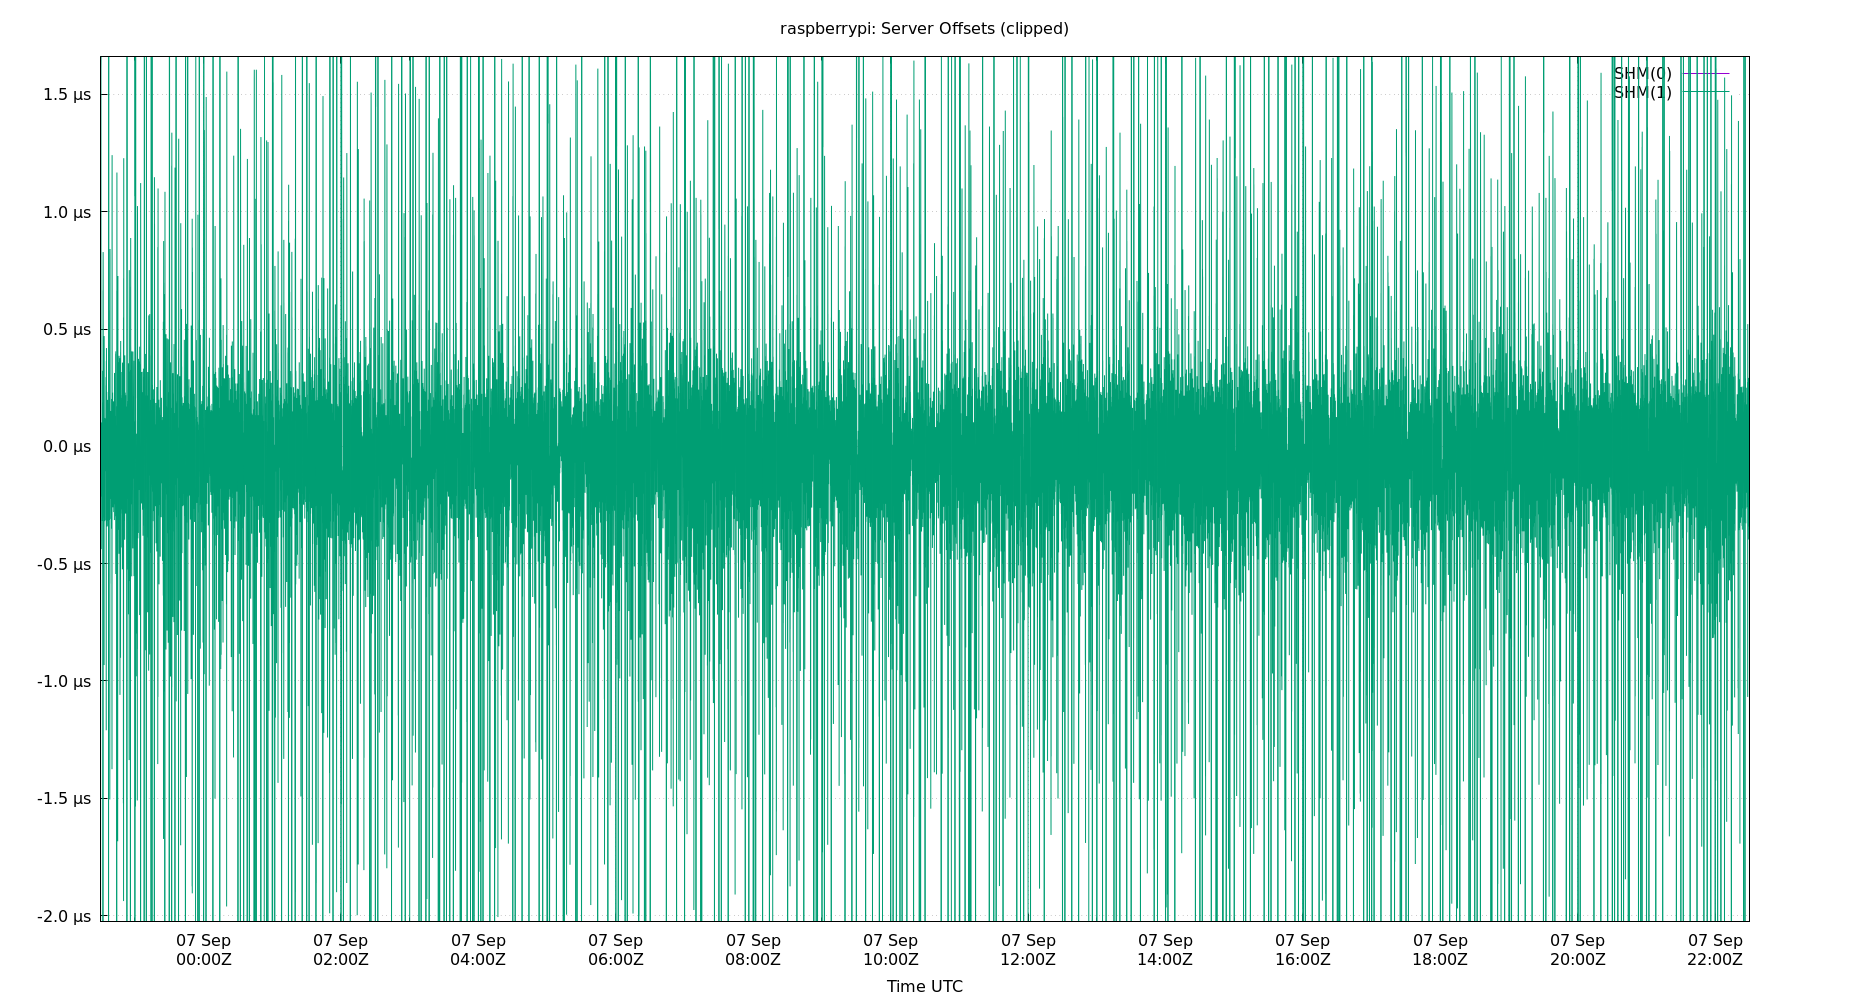 raspberrypi: Server Offsets (clipped)
SHM(0)
SHM(1)
1.5 µs
1.0 µs
0.5 µs
0.0 µs
-0.5 µs
-1.0 µs
-1.5 µs
-2.0 µs
07 Sep 07 Sep 07 Sep 07 Sep 07 Sep 07 Sep 07 Sep 07 Sep 07 Sep 07 Sep 07 Sep 07 Sep
00:00Z 02:00Z 04:00Z 06:00Z 08:00Z 10:00Z 12:00Z 14:00Z 16:00Z 18:00Z 20:00Z 22:00Z
Time UTC